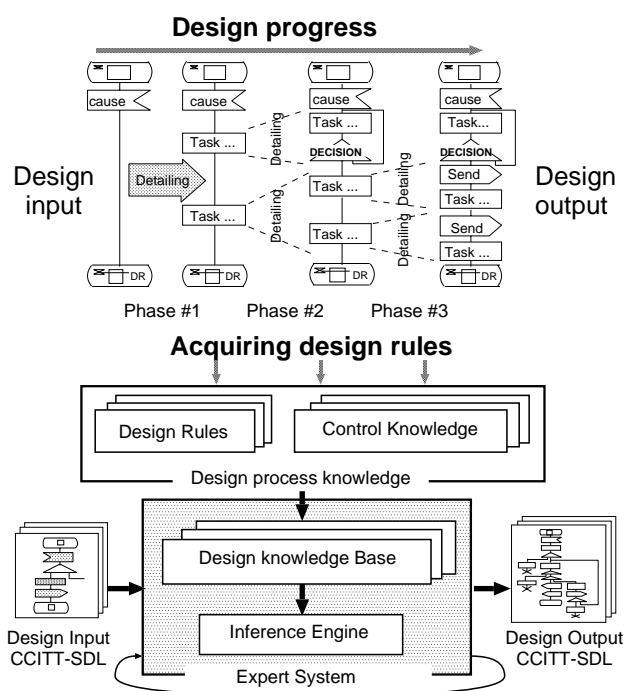 Design progress
cause
cause
cause
cause
Task ...
Task...
Task ...
Detailing
Detailing
DECISION
DECISION
Design
input
Detailing
Send
Design
output
Task ...
Detailing
Task ...
Detailing
Task ...
Send
Task ...
Detailing
Task ...
DR
DR
DR
DR
Phase #1
Phase #2
Phase #3
Acquiring design rules
Design Rules
Control Knowledge
Design process knowledge
Design knowledge Base
Inference Engine
Expert System
Design Input
CCITT-SDL
Design Output
CCITT-SDL